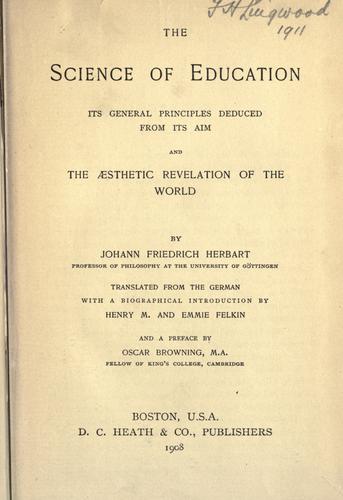 1911
THE
SCIENCE OF EDUCATION
ITS GENERAL PRINCIPLES DEDUCED
FROM ITS AIM
AND
THE ÆSTHETIC REVELATION OF THE
WORLD
BY
JOHANN FRIEDRICH HERBART
PROFESSOR OF PHILOSOPHY AT THE UNIVERSITY OF GÖTTINGEN
TRANSLATED FROM THE GERMAN
WITH A BIOGRAPHICAL INTRODUCTION BY
HENRY M. AND EMMIE FELKIN
AND A PREFACE BY
OSCAR BROWNING, M.A.
FELLOW OF KING'S COLLEGE, CAMBRIDGE
BOSTON, U.S.A.
D. C. HEATH & CO., PUBLISHERS
1908